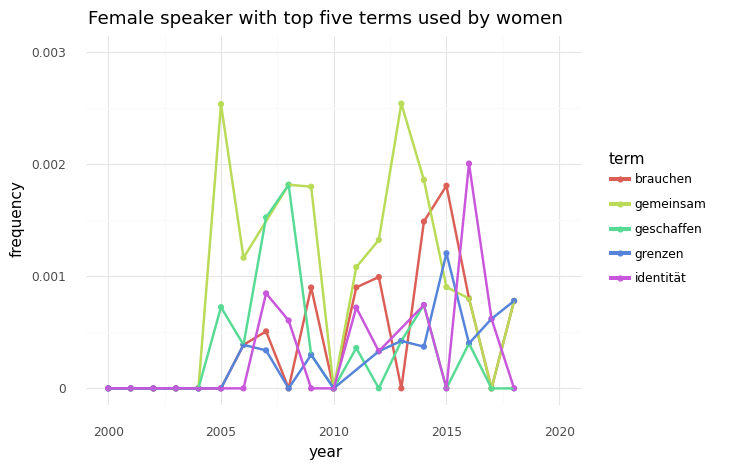 Female speaker with top five terms used by women
0.003
0.002
0.001
0
frequency
2000 2005 2010 2015 2020
year
term
brauchen
gemeinsam
geschaffen
grenzen
identität